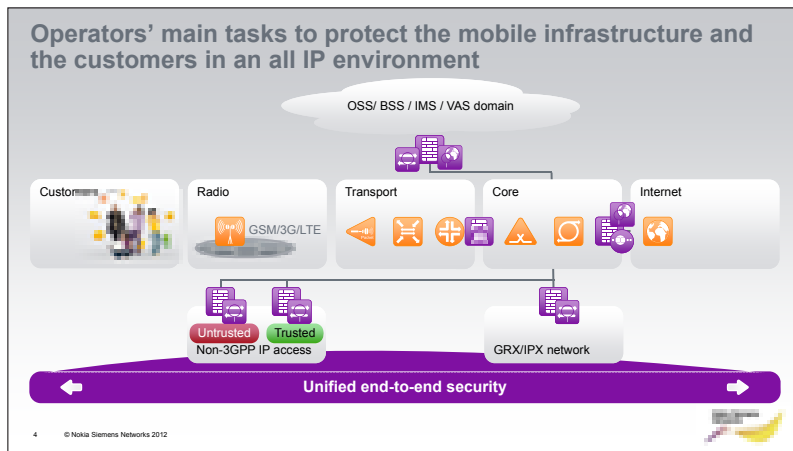 Operators’ main tasks to protect the mobile infrastructure and
the customers in an all IP environment
OSS/ BSS / IMS / VAS domain
Customers
Radio
Transport
Core
Internet
GSM/3G/LTE
Untrusted
Trusted
Non-3GPP IP access
GRX/IPX network
Unified end-to-end security
4
© Nokia Siemens Networks 2012